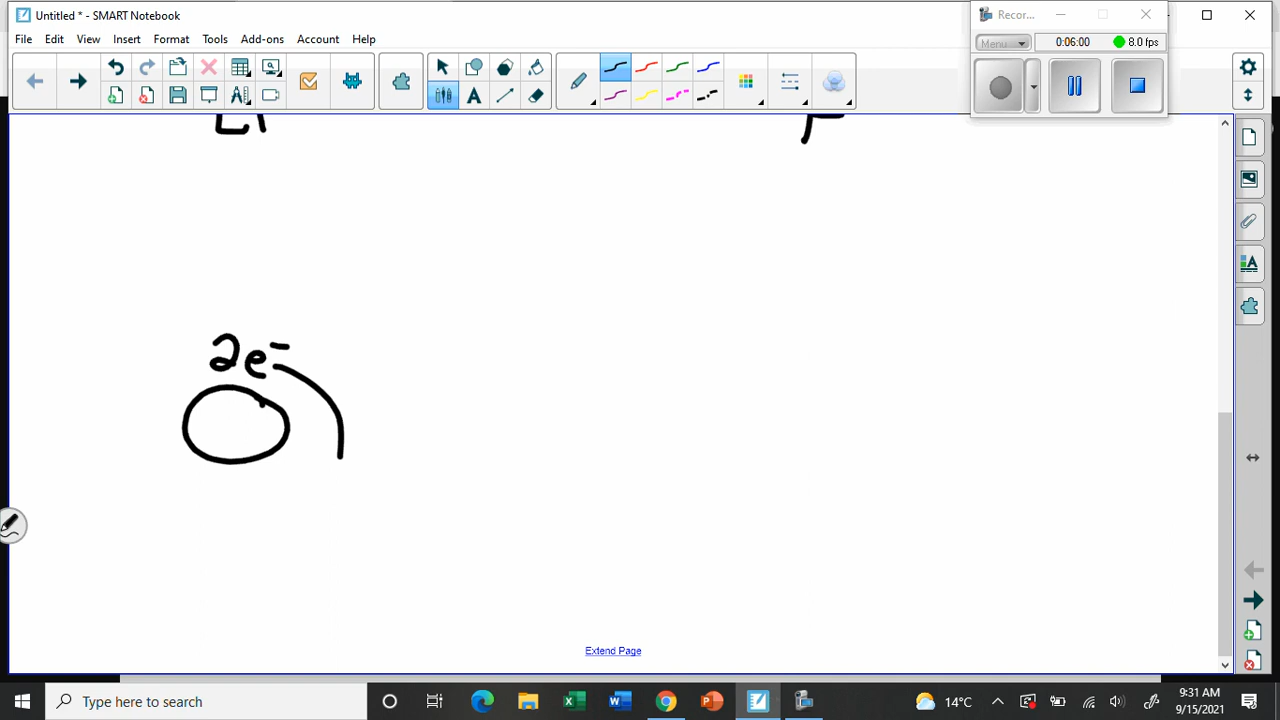 Untitled * - SMART Notebook
Recor...
File Edit View Insert Format Tools Add-ons Account Help
Menu 0:06:00 8.0 fps
2e⁻
Extend Page
Type here to search
14°C
9:31 AM
9/15/2021